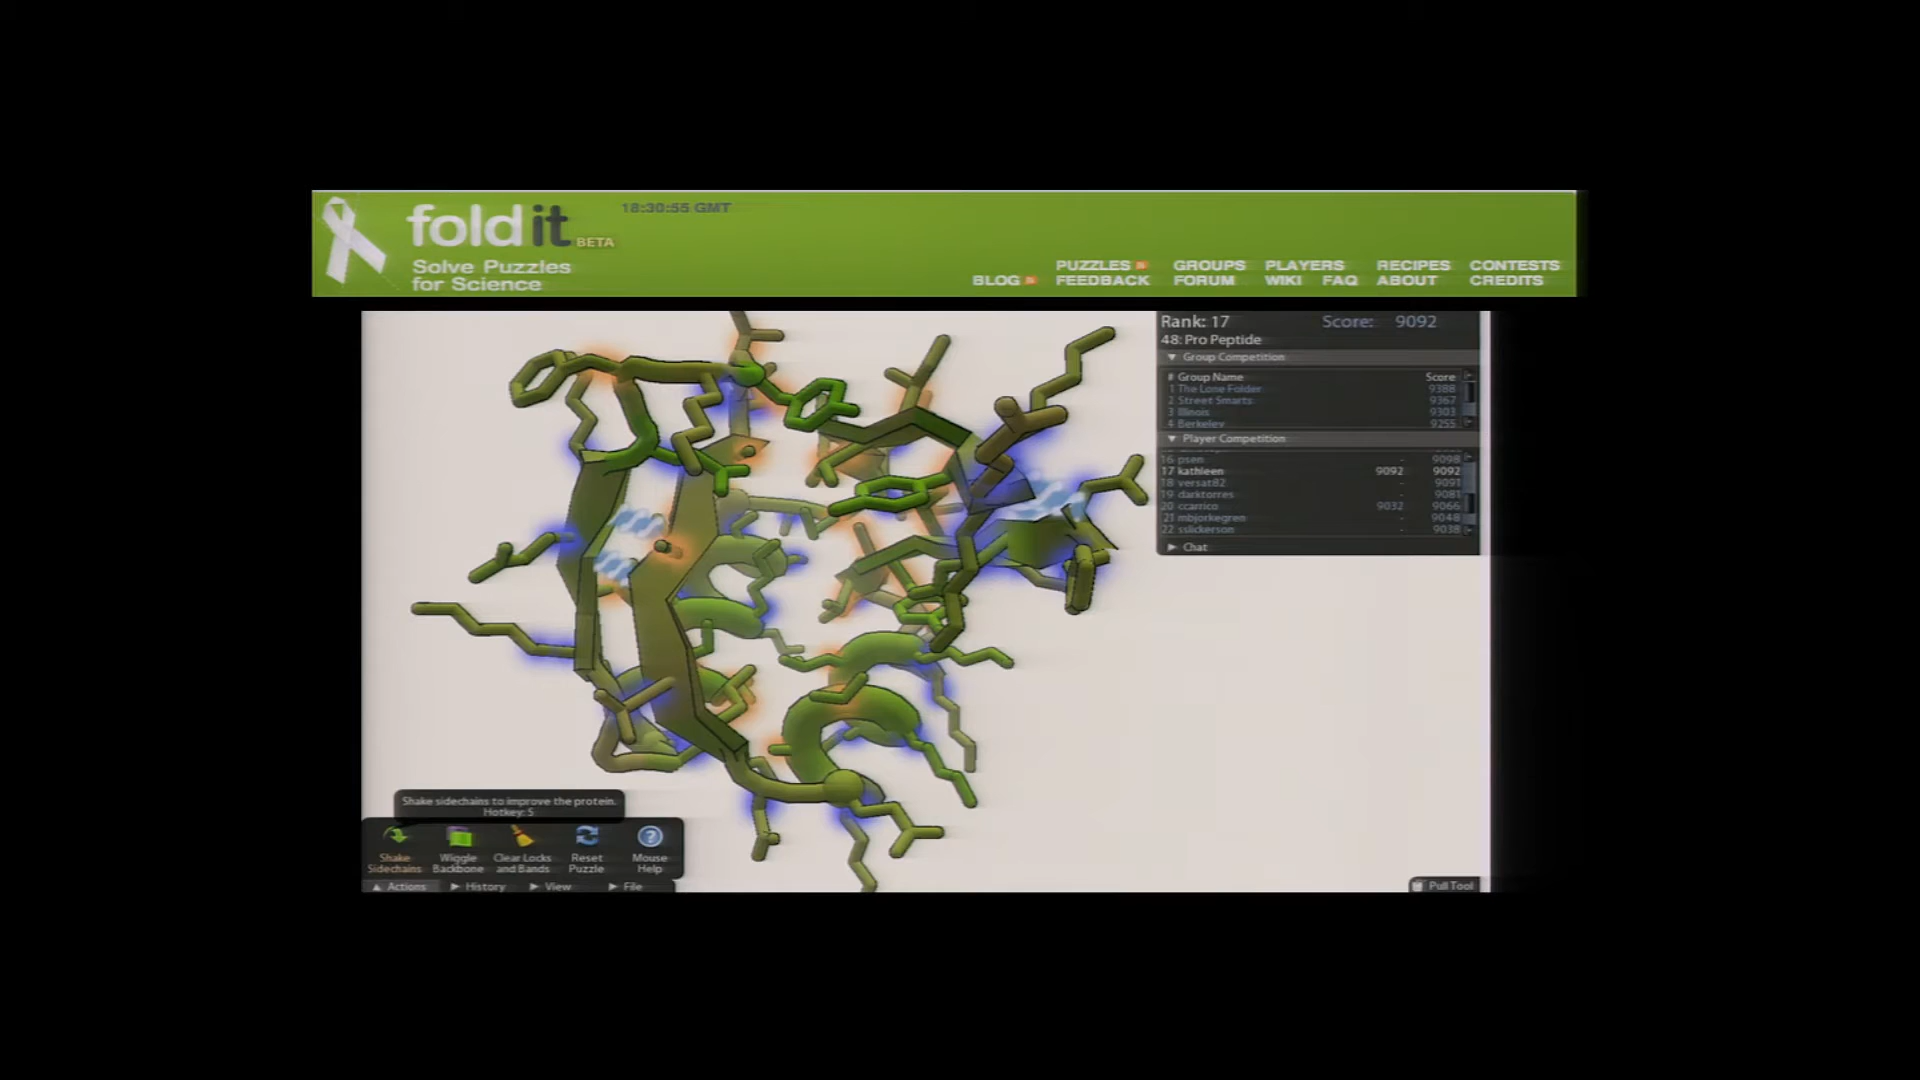 fold it BETA
18:30:55 GMT
Solve Puzzles
for Science
PUZZLES GROUPS PLAYERS RECIPES CONTESTS
BLOG FEEDBACK FORUM WIKI FAQ ABOUT CREDITS
Rank: 17 Score: 9092
48: Pro Peptide
Group Competition
# Group Name Score
1 The Lone Folder 9388
2 Street Smarts 9367
3 Illinois 9303
4 Berkeley 9255
Player Competition
16 psen - 9098
17 kathleen 9092 9092
18 versat82 - 9091
19 darktorres - 9081
20 ccarrico 9032 9066
21 mbjorkegren - 9048
22 sslickerson - 9038
Chat
Shake sidechains to improve the protein.
Hotkey: S
Shake Sidechains
Wiggle Backbone
Clear Locks and Bands
Reset Puzzle
Mouse Help
Actions History View File
Pull Tool